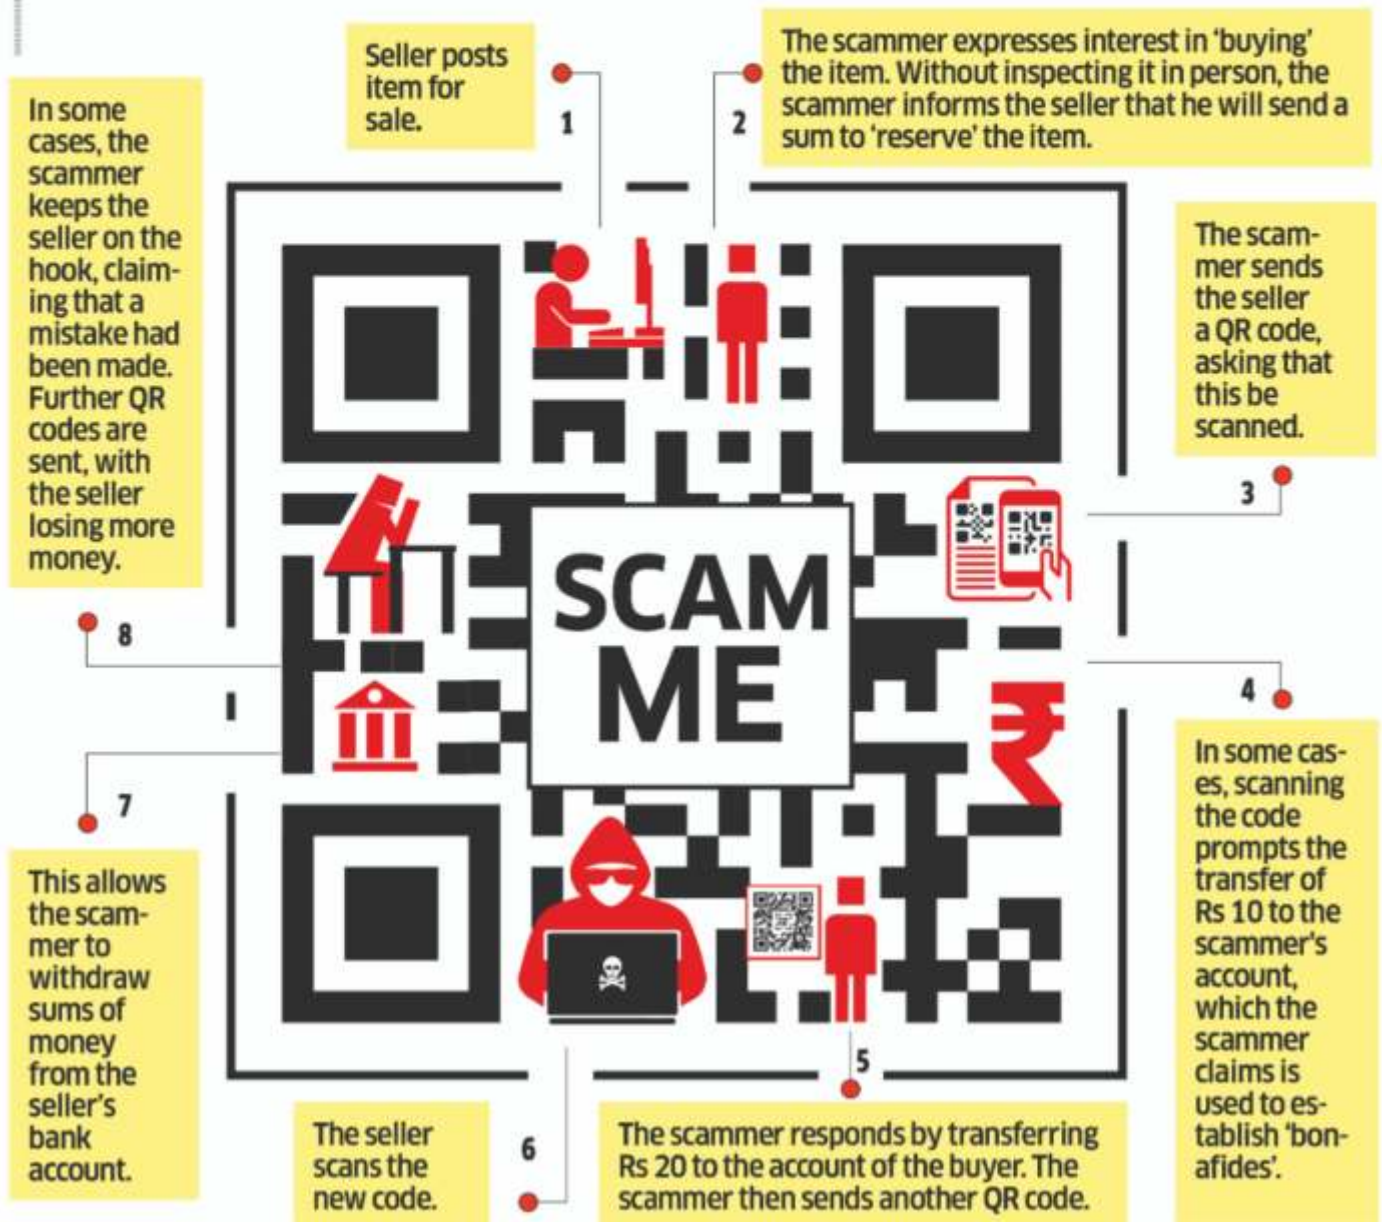 Seller posts
item for
sale.
1
The scammer expresses interest in ‘buying’
the item. Without inspecting it in person, the
scammer informs the seller that he will send a
sum to ‘reserve’ the item.
2
The scam-
mer sends
the seller
a QR code,
asking that
this be
scanned.
3
In some cas-
es, scanning
the code
prompts the
transfer of
Rs 10 to the
scammer's
account,
which the
scammer
claims is
used to es-
tablish ‘bon-
afides’.
4
The scammer responds by transferring
Rs 20 to the account of the buyer. The
scammer then sends another QR code.
5
The seller
scans the
new code.
6
This allows
the scam-
mer to
withdraw
sums of
money
from the
seller's
bank
account.
7
In some
cases, the
scammer
keeps the
seller on the
hook, claim-
ing that a
mistake had
been made.
Further QR
codes are
sent, with
the seller
losing more
money.
8
SCAM
ME
₹